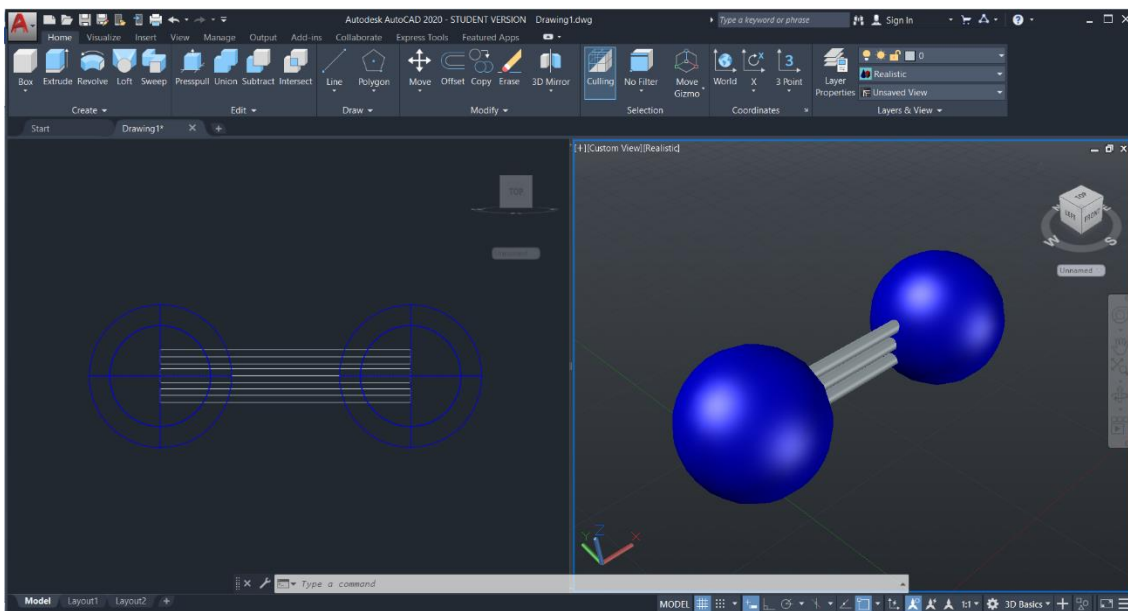 A Autodesk AutoCAD 2020 - STUDENT VERSION Drawing1.dwg Type a keyword or phrase Sign In
Home Visualize Insert View Manage Output Add-ins Collaborate Express Tools Featured Apps
Box Extrude Revolve Loft Sweep Presspull Union Subtract Intersect Line Polygon Move Offset Copy Erase 3D Mirror Culling No Filter Move Gizmo World X 3 Point Layer Properties 0
Realistic
Unsaved View
Create Edit Draw Modify Selection Coordinates Layers & View
Start Drawing1* X +
[+][Custom View][Realistic]
TOP
TOP
LEFT FRONT
W S E
Unnamed
Y Z X
Type a command
Model Layout1 Layout2 + MODEL 1:1 3D Basics